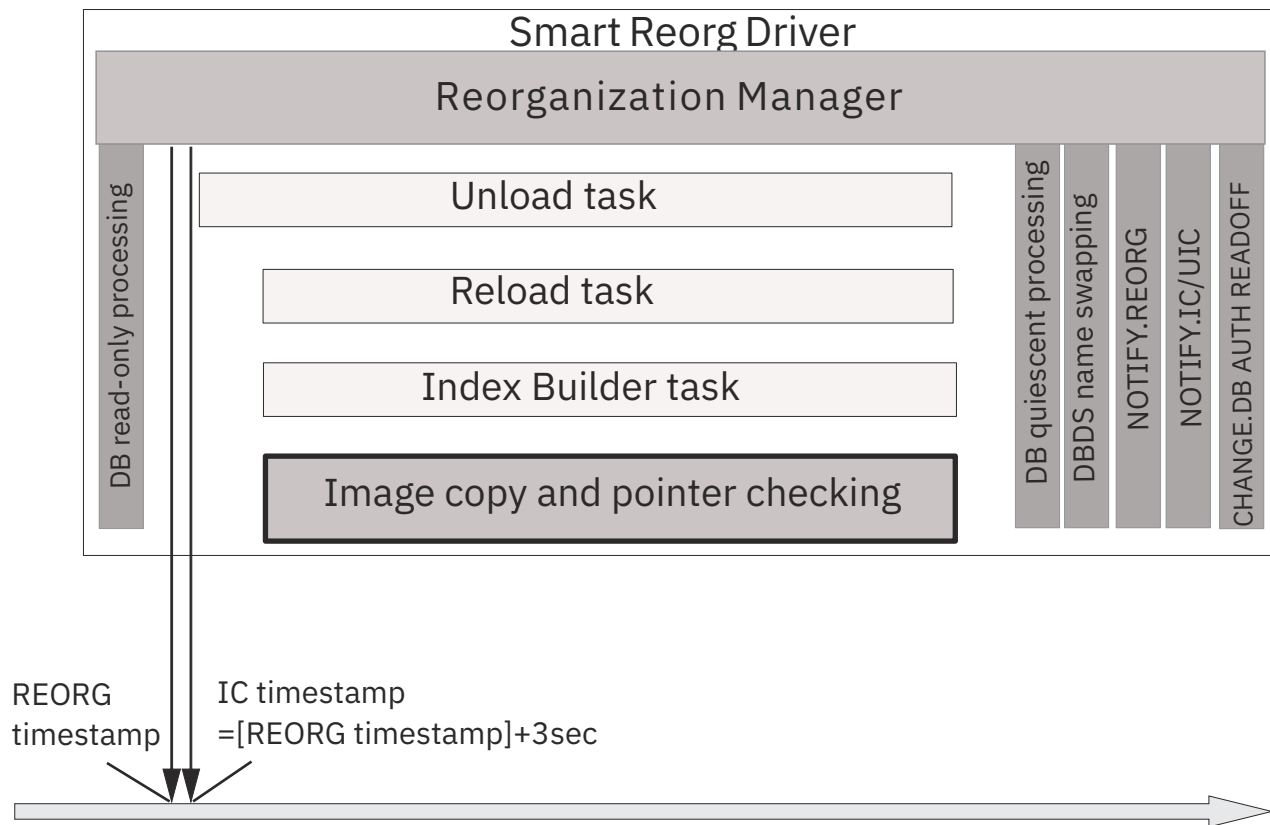 Smart Reorg Driver
Reorganization Manager
DB read-only processing
Unload task
Reload task
Index Builder task
Image copy and pointer checking
DB quiescent processing
DBDS name swapping
NOTIFY.REORG
NOTIFY.IC/UIC
CHANGE.DB AUTH READOFF
REORG
timestamp
IC timestamp
=[REORG timestamp]+3sec